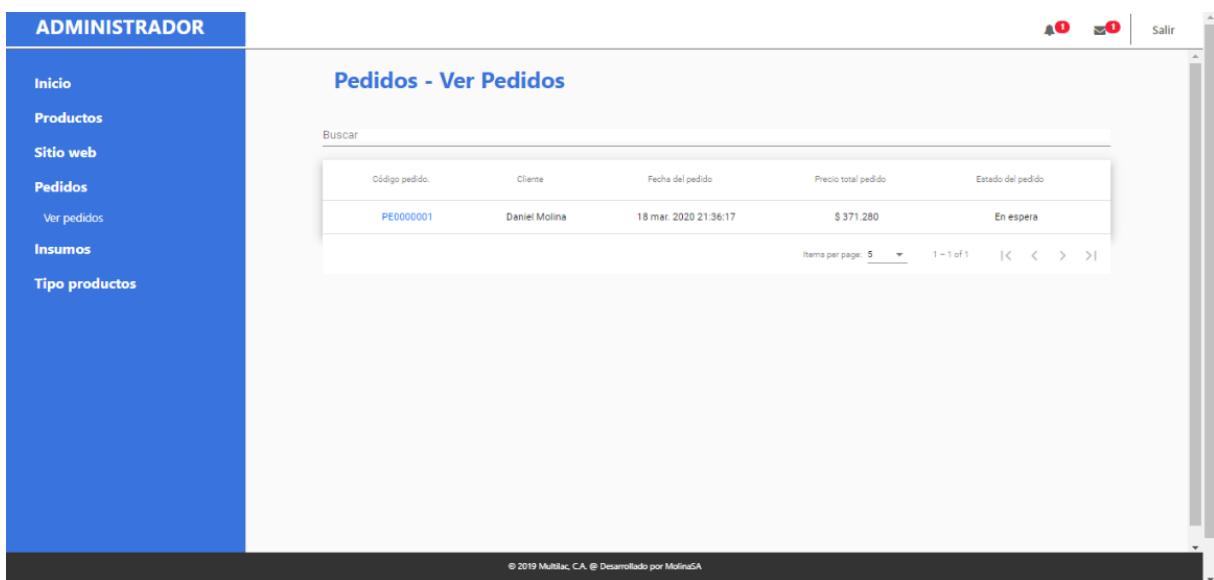 ADMINISTRADOR
1 1 Salir
Inicio
Productos
Sitio web
Pedidos
Ver pedidos
Insumos
Tipo productos
Pedidos - Ver Pedidos
Buscar
Código pedido. Cliente Fecha del pedido Precio total pedido Estado del pedido
PE0000001 Daniel Molina 18 mar. 2020 21:36:17 $ 371.280 En espera
Items per page: 5 1 – 1 of 1
© 2019 Multilac, C.A. @ Desarrollado por MolinaSA